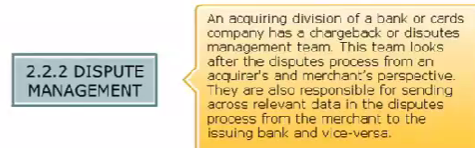 An acquiring division of a bank or cards
company has a chargeback or disputes
management team. This team looks
after the disputes process from an
acquirer's and merchant's perspective.
They are also responsible for sending
across relevant data in the disputes
process from the merchant to the
issuing bank and vice-versa.
2.2.2 DISPUTE
MANAGEMENT